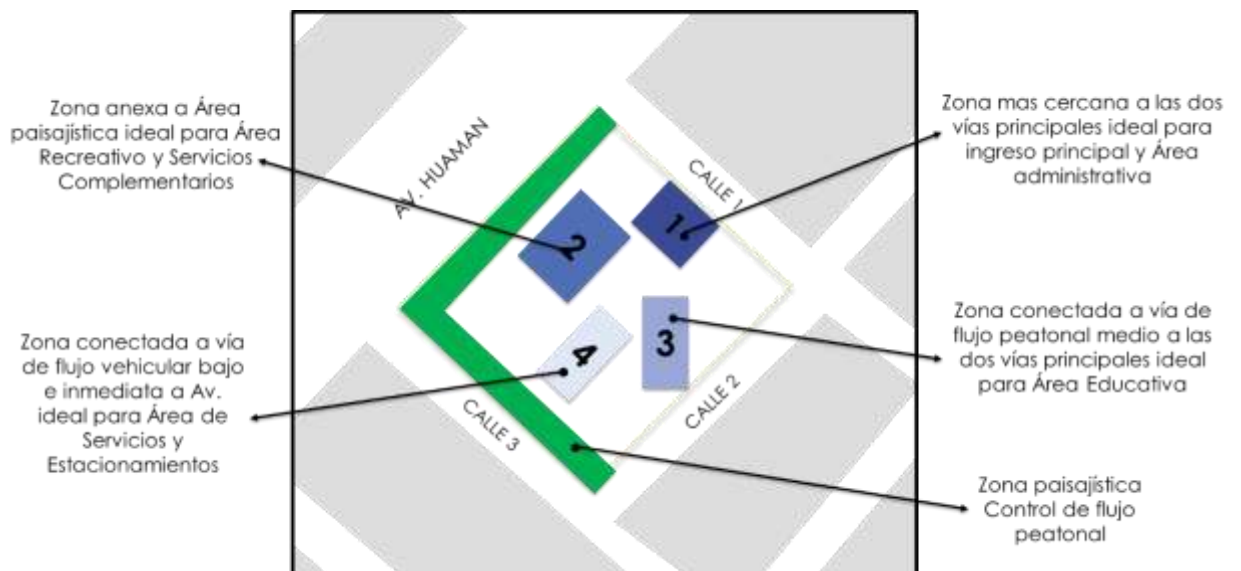 Zona anexa a Área
paisajística ideal para Área
Recreativo y Servicios
Complementarios
Zona conectada a vía
de flujo vehicular bajo
e inmediata a Av.
ideal para Área de
Servicios y
Estacionamientos
AV. HUAMAN
CALLE 1
1
2
3
4
CALLE 2
CALLE 3
Zona mas cercana a las dos
vías principales ideal para
ingreso principal y Área
administrativa
Zona conectada a vía de
flujo peatonal medio a las
dos vías principales ideal
para Área Educativa
Zona paisajística
Control de flujo
peatonal